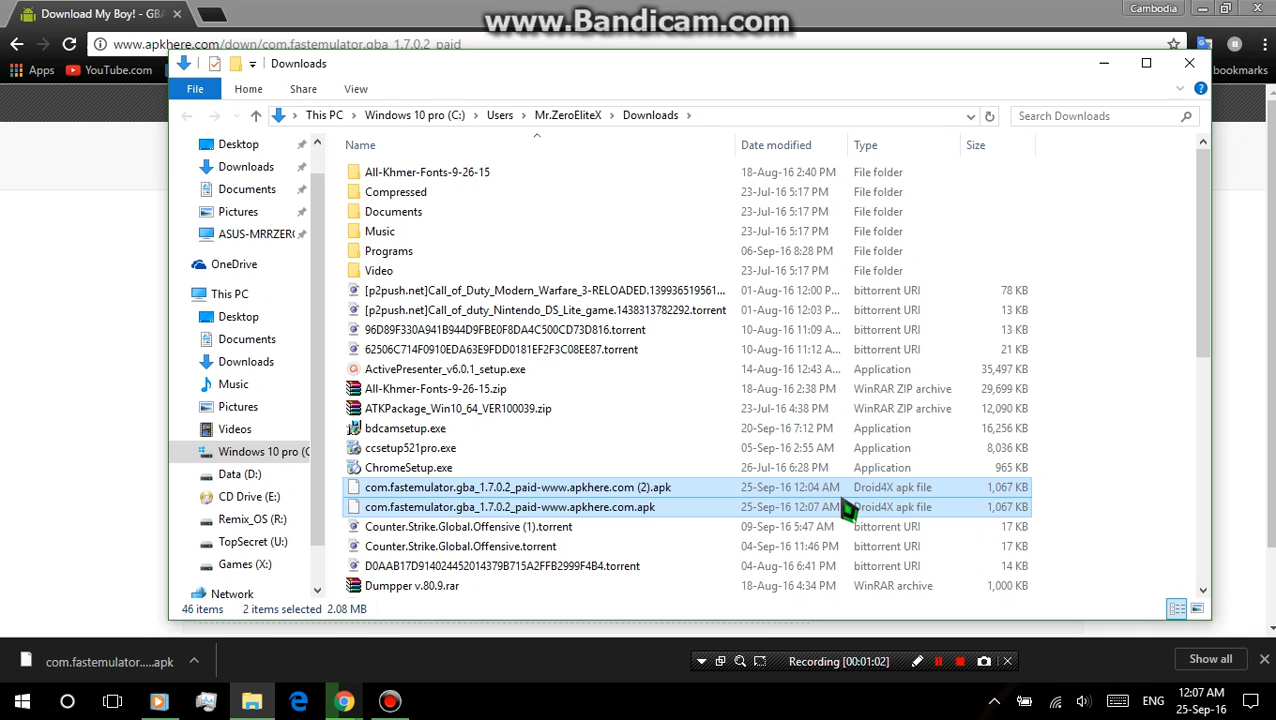 Download My Boy! - GBA
www.Bandicam.com
Cambodia
www.apkhere.com/down/com.fastemulator.gba_1.7.0.2_paid
B
Apps YouTube.com
bookmarks
Downloads
File Home Share View
This PC Windows 10 pro (C:) Users Mr.ZeroEliteX Downloads
Search Downloads
Name Date modified Type Size
Desktop
Downloads
Documents
Pictures
ASUS-MRRZERO
OneDrive
This PC
Desktop
Documents
Downloads
Music
Pictures
Videos
Windows 10 pro (C
Data (D:)
CD Drive (E:)
Remix_OS (R:)
TopSecret (U:)
Games (X:)
Network
All-Khmer-Fonts-9-26-15 18-Aug-16 2:40 PM File folder
Compressed 23-Jul-16 5:17 PM File folder
Documents 23-Jul-16 5:17 PM File folder
Music 23-Jul-16 5:17 PM File folder
Programs 06-Sep-16 8:28 PM File folder
Video 23-Jul-16 5:17 PM File folder
[p2push.net]Call_of_Duty_Modern_Warfare_3-RELOADED.139936519561... 01-Aug-16 12:00 P... bittorrent URI 78 KB
[p2push.net]Call_of_duty_Nintendo_DS_Lite_game.1438313782292.torrent 01-Aug-16 12:03 P... bittorrent URI 13 KB
96D89F330A941B944D9FBE0F8DA4C500CD73D816.torrent 10-Aug-16 11:09 A... bittorrent URI 13 KB
62506C714F0910EDA63E9FDD0181EF2F3C08EE87.torrent 10-Aug-16 11:12 A... bittorrent URI 21 KB
ActivePresenter_v6.0.1_setup.exe 14-Aug-16 12:43 A... Application 35,497 KB
All-Khmer-Fonts-9-26-15.zip 18-Aug-16 2:38 PM WinRAR ZIP archive 29,699 KB
ATKPackage_Win10_64_VER100039.zip 23-Jul-16 4:38 PM WinRAR ZIP archive 12,090 KB
bdcamsetup.exe 20-Sep-16 7:12 PM Application 16,256 KB
ccsetup521pro.exe 05-Sep-16 2:55 AM Application 8,036 KB
ChromeSetup.exe 26-Jul-16 6:28 PM Application 965 KB
com.fastemulator.gba_1.7.0.2_paid-www.apkhere.com (2).apk 25-Sep-16 12:04 AM Droid4X apk file 1,067 KB
com.fastemulator.gba_1.7.0.2_paid-www.apkhere.com.apk 25-Sep-16 12:07 AM Droid4X apk file 1,067 KB
Counter.Strike.Global.Offensive (1).torrent 09-Sep-16 5:47 AM bittorrent URI 17 KB
Counter.Strike.Global.Offensive.torrent 04-Sep-16 11:46 PM bittorrent URI 17 KB
D0AAB17D914024452014379B715A2FFB2999F4B4.torrent 04-Aug-16 6:41 PM bittorrent URI 14 KB
Dumpper v.80.9.rar 18-Aug-16 4:34 PM WinRAR archive 1,000 KB
46 items 2 items selected 2.08 MB
com.fastemulator.....apk
Recording [00:01:02]
Show all
ENG
12:07 AM
25-Sep-16